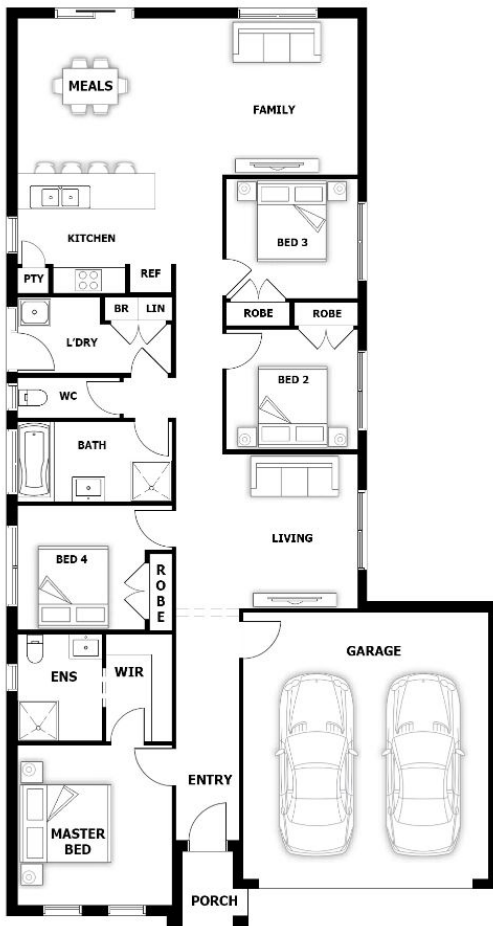 MEALS
FAMILY
KITCHEN
BED 3
PTY
REF
ROBE
ROBE
BR
LIN
L'DRY
BED 2
WC
BATH
LIVING
BED 4
ROBE
GARAGE
ENS
WIR
ENTRY
MASTER
BED
PORCH